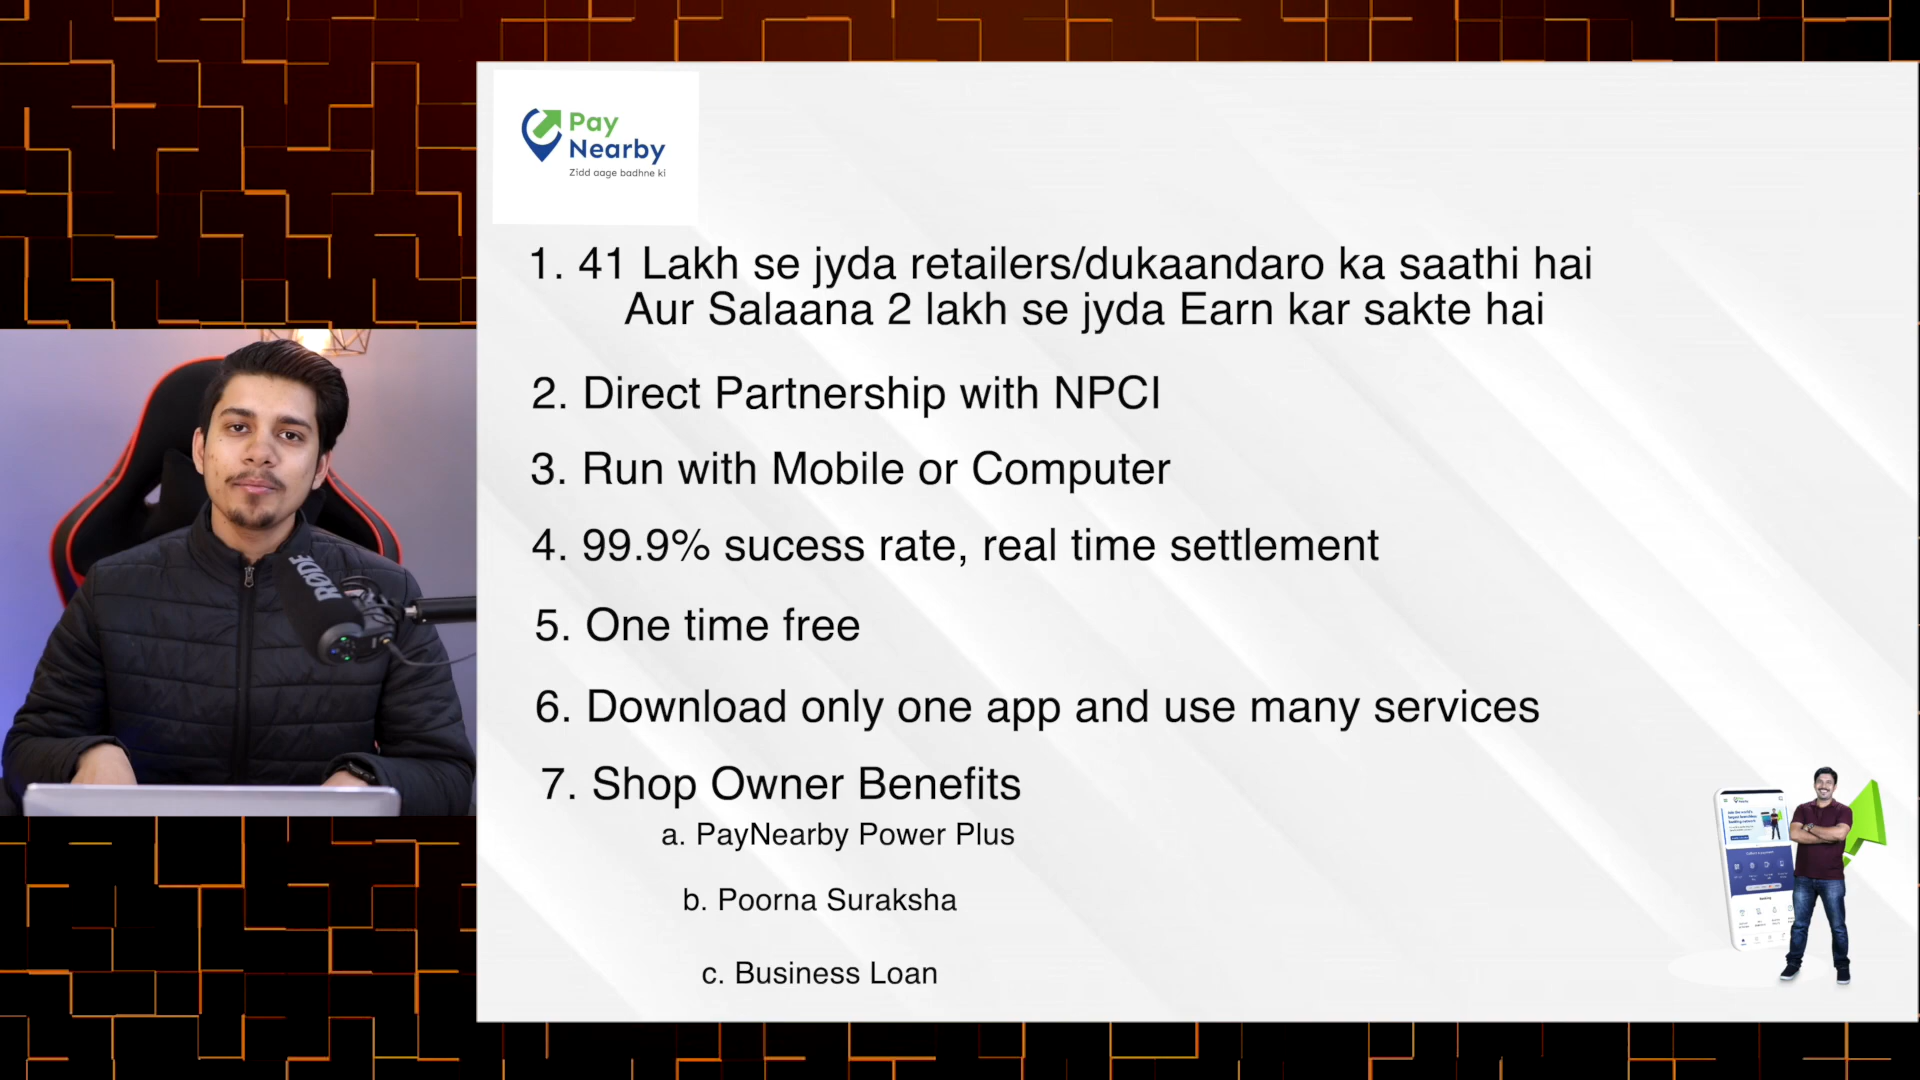 Pay
Nearby
Zidd aage badhne ki
1. 41 Lakh se jyda retailers/dukaandaro ka saathi hai
Aur Salaana 2 lakh se jyda Earn kar sakte hai
2. Direct Partnership with NPCI
3. Run with Mobile or Computer
4. 99.9% sucess rate, real time settlement
5. One time free
6. Download only one app and use many services
7. Shop Owner Benefits
a. PayNearby Power Plus
b. Poorna Suraksha
c. Business Loan
RØDE